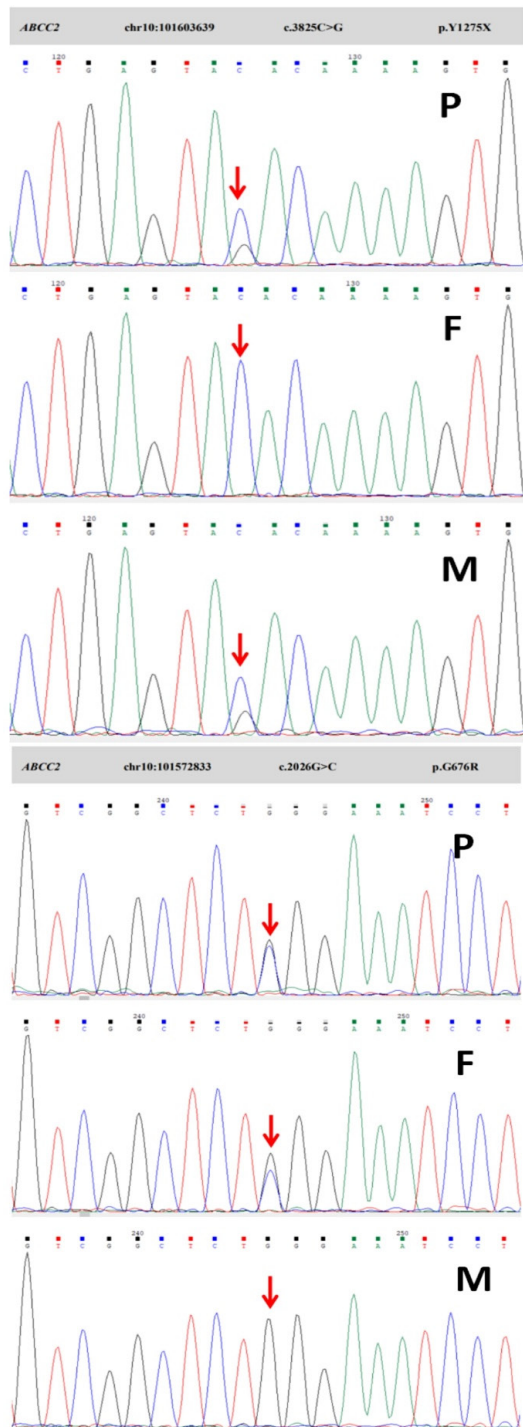 ABCC2 chr10:101603639 c.3825C>G p.Y1275X
120 130
C T G A G T A C A C A A A A G T G
P
120 130
C T G A G T A C A C A A A A G T G
F
120 130
C T G A G T A C A C A A A A G T G
M
ABCC2 chr10:101572833 c.2026G>C p.G676R
240 250
G T C G G C T C T G G G A A A T C C T
P
240 250
G T C G G C T C T G G G A A A T C C T
F
240 250
G T C G G C T C T G G G A A A T C C T
M